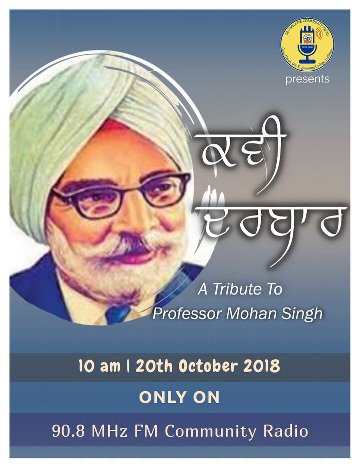 presents
ਕਵੀ
ਦਰਬਾਰ
A Tribute To
Professor Mohan Singh
10 am | 20th October 2018
ONLY ON
90.8 MHz FM Community Radio